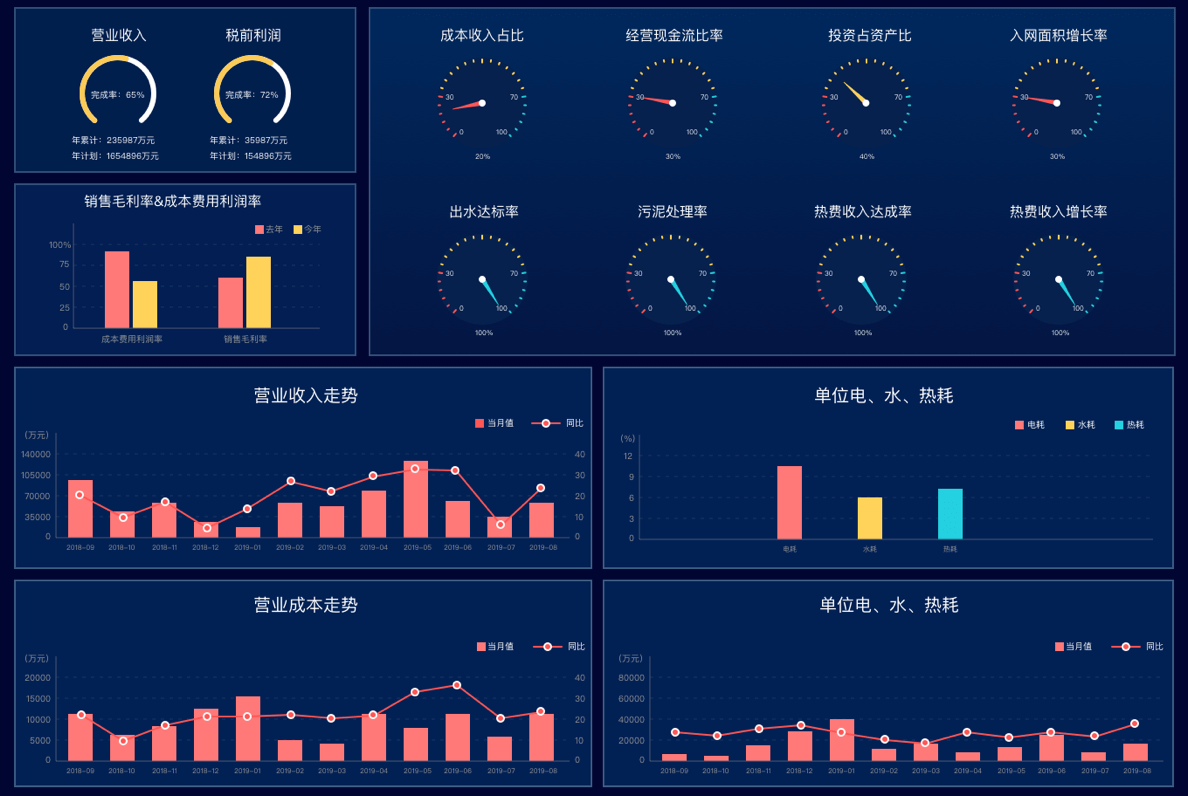 营业收入
税前利润
完成率：65%
完成率：72%
年累计：235987万元
年计划：1654896万元
年累计：35987万元
年计划：154896万元
成本收入占比
经营现金流比率
投资占资产比
入网面积增长率
30 70
0 100
20%
30 70
0 100
30%
30 70
0 100
40%
30 70
0 100
30%
出水达标率
污泥处理率
热费收入达成率
热费收入增长率
30 70
0 100
100%
30 70
0 100
100%
30 70
0 100
100%
30 70
0 100
100%
销售毛利率&成本费用利润率
去年 今年
100%
75
50
25
0
成本费用利润率 销售毛利率
营业收入走势
当月值 同比
(万元)
140000 40
105000 30
70000 20
35000 10
0 0
2018-09 2018-10 2018-11 2018-12 2019-01 2019-02 2019-03 2019-04 2019-05 2019-06 2019-07 2019-08
单位电、水、热耗
电耗 水耗 热耗
(%)
12
9
6
3
0
电耗 水耗 热耗
营业成本走势
当月值 同比
(万元)
20000 40
15000 30
10000 20
5000 10
0 0
2018-09 2018-10 2018-11 2018-12 2019-01 2019-02 2019-03 2019-04 2019-05 2019-06 2019-07 2019-08
单位电、水、热耗
当月值 同比
(万元)
80000
60000
40000
20000
0
2018-09 2018-10 2018-11 2018-12 2019-01 2019-02 2019-03 2019-04 2019-05 2019-06 2019-07 2019-08